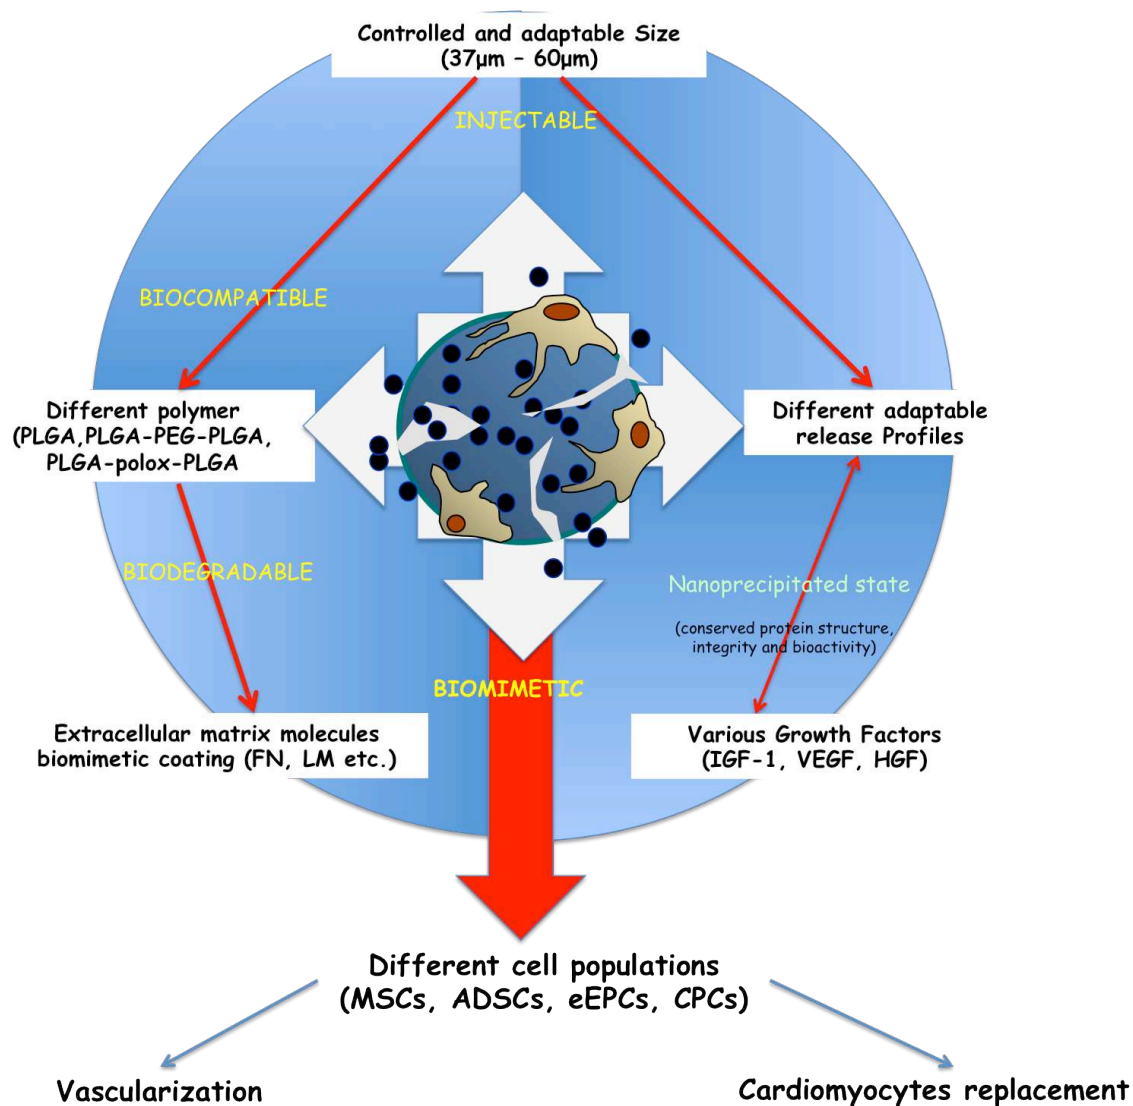 Controlled and adaptable Size
(37µm – 60µm)
INJECTABLE
BIOCOMPATIBLE
Different polymer
(PLGA,PLGA-PEG-PLGA,
PLGA-polox-PLGA
Different adaptable
release Profiles
BIODEGRADABLE
Nanoprecipitated state
(conserved protein structure,
integrity and bioactivity)
BIOMIMETIC
Extracellular matrix molecules
biomimetic coating (FN, LM etc.)
Various Growth Factors
(IGF-1, VEGF, HGF)
Different cell populations
(MSCs, ADSCs, eEPCs, CPCs)
Vascularization
Cardiomyocytes replacement